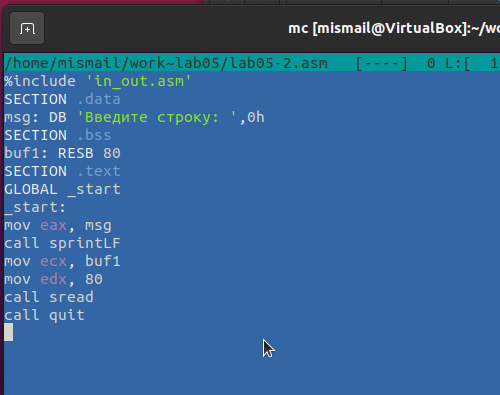 mc [mismail@VirtualBox]:~/wo
/home/mismail/work~lab05/lab05-2.asm [----] 0 L:[ 1
%include 'in_out.asm'
SECTION .data
msg: DB 'Введите строку: ',0h
SECTION .bss
buf1: RESB 80
SECTION .text
GLOBAL _start
_start:
mov eax, msg
call sprintLF
mov ecx, buf1
mov edx, 80
call sread
call quit